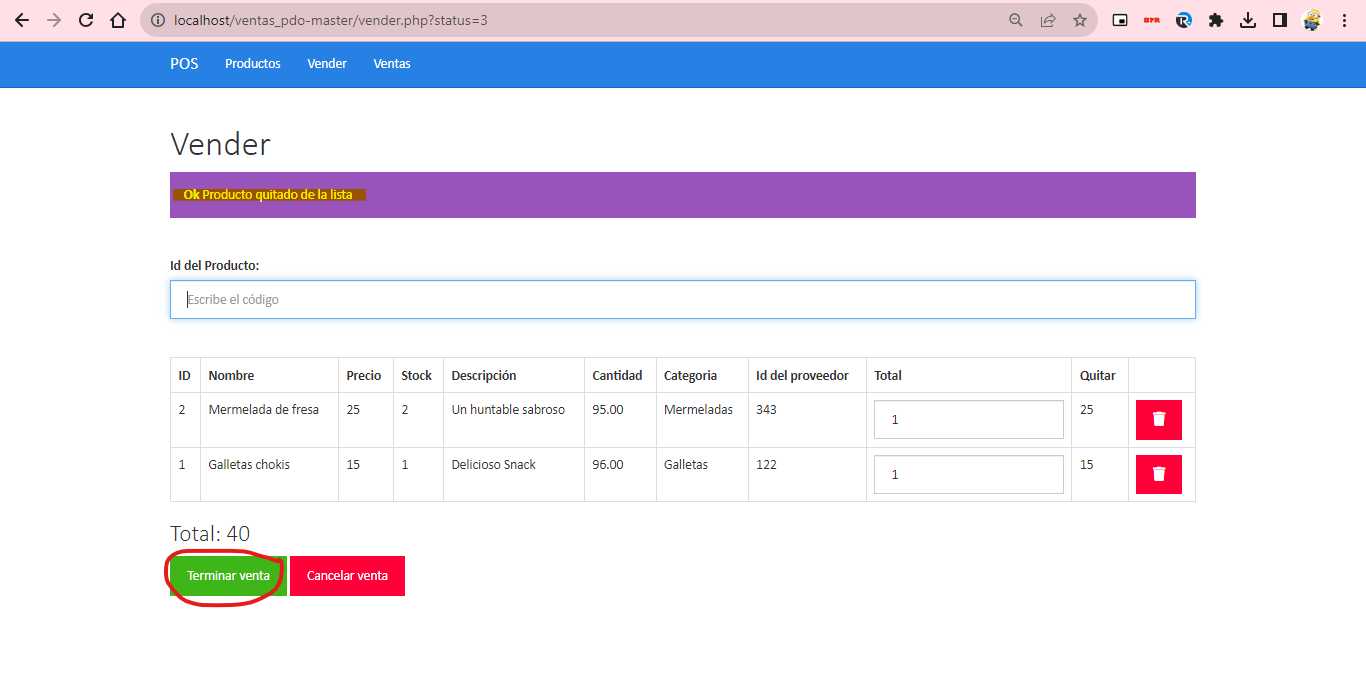 localhost/ventas_pdo-master/vender.php?status=3
POS Productos Vender Ventas
Vender
Ok Producto quitado de la lista
Id del Producto:
Escribe el código
ID Nombre Precio Stock Descripción Cantidad Categoria Id del proveedor Total Quitar
2 Mermelada de fresa 25 2 Un huntable sabroso 95.00 Mermeladas 343 1 25
1 Galletas chokis 15 1 Delicioso Snack 96.00 Galletas 122 1 15
Total: 40
Terminar venta Cancelar venta